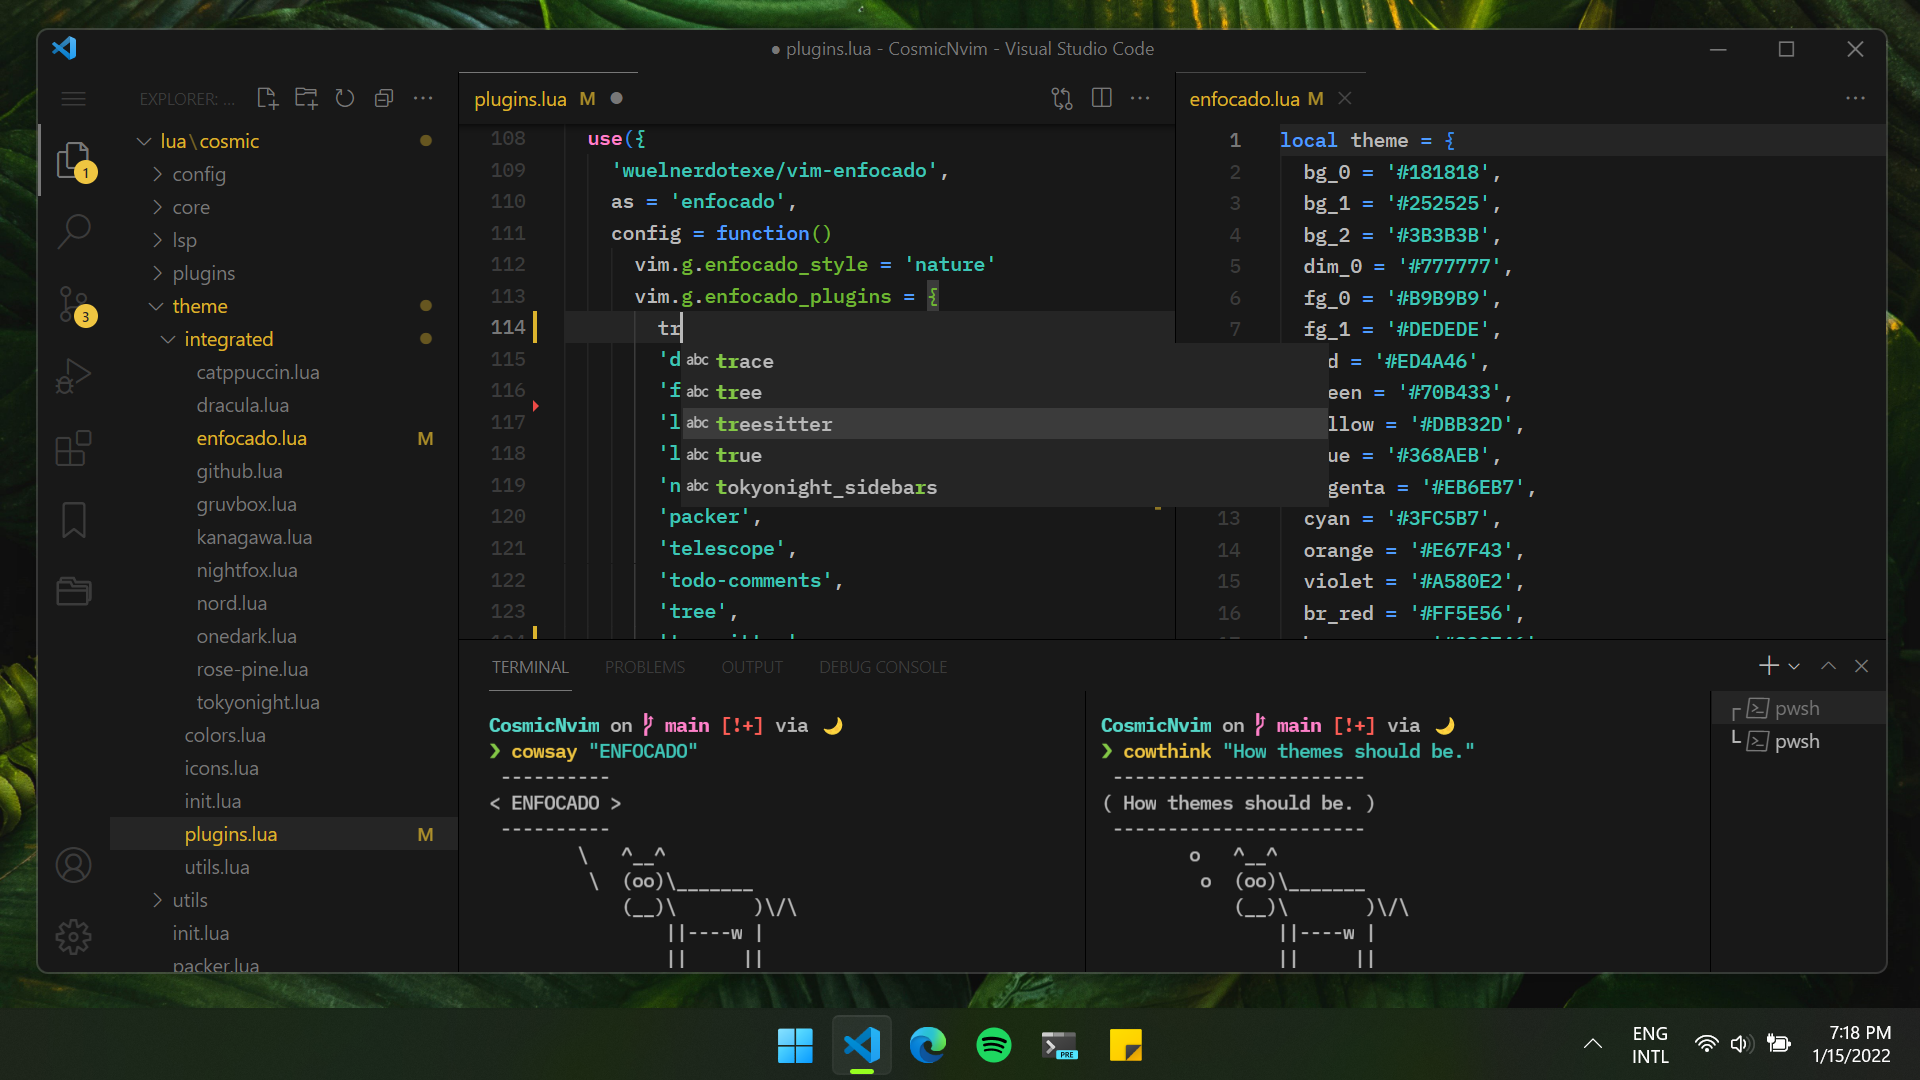 ● plugins.lua - CosmicNvim - Visual Studio Code
EXPLORER: ...
1
3
lua\cosmic
config
core
lsp
plugins
theme
integrated
catppuccin.lua
dracula.lua
enfocado.lua M
github.lua
gruvbox.lua
kanagawa.lua
nightfox.lua
nord.lua
onedark.lua
rose-pine.lua
tokyonight.lua
colors.lua
icons.lua
init.lua
plugins.lua M
utils.lua
utils
init.lua
packer.lua
plugins.lua M
108 use({
109 'wuelnerdotexe/vim-enfocado',
110 as = 'enfocado',
111 config = function()
112 vim.g.enfocado_style = 'nature'
113 vim.g.enfocado_plugins = {
114 tr
115 'd
116 'f
117 'l
118 'l
119 'n
120 'packer',
121 'telescope',
122 'todo-comments',
123 'tree',
abc trace
abc tree
abc treesitter
abc true
abc tokyonight_sidebars
enfocado.lua M
1 local theme = {
2 bg_0 = '#181818',
3 bg_1 = '#252525',
4 bg_2 = '#3B3B3B',
5 dim_0 = '#777777',
6 fg_0 = '#B9B9B9',
7 fg_1 = '#DEDEDE',
d = '#ED4A46',
een = '#70B433',
llow = '#DBB32D',
ue = '#368AEB',
genta = '#EB6EB7',
13 cyan = '#3FC5B7',
14 orange = '#E67F43',
15 violet = '#A580E2',
16 br_red = '#FF5E56',
TERMINAL PROBLEMS OUTPUT DEBUG CONSOLE
CosmicNvim on main [!+] via
❯ cowsay "ENFOCADO"
----------
< ENFOCADO >
----------
\ ^__^
\ (oo)\_______
(__)\ )\/\
||----w |
|| ||
CosmicNvim on main [!+] via
❯ cowthink "How themes should be."
-----------------------
( How themes should be. )
-----------------------
o ^__^
o (oo)\_______
(__)\ )\/\
||----w |
|| ||
pwsh
pwsh
PRE
ENG
INTL
7:18 PM
1/15/2022